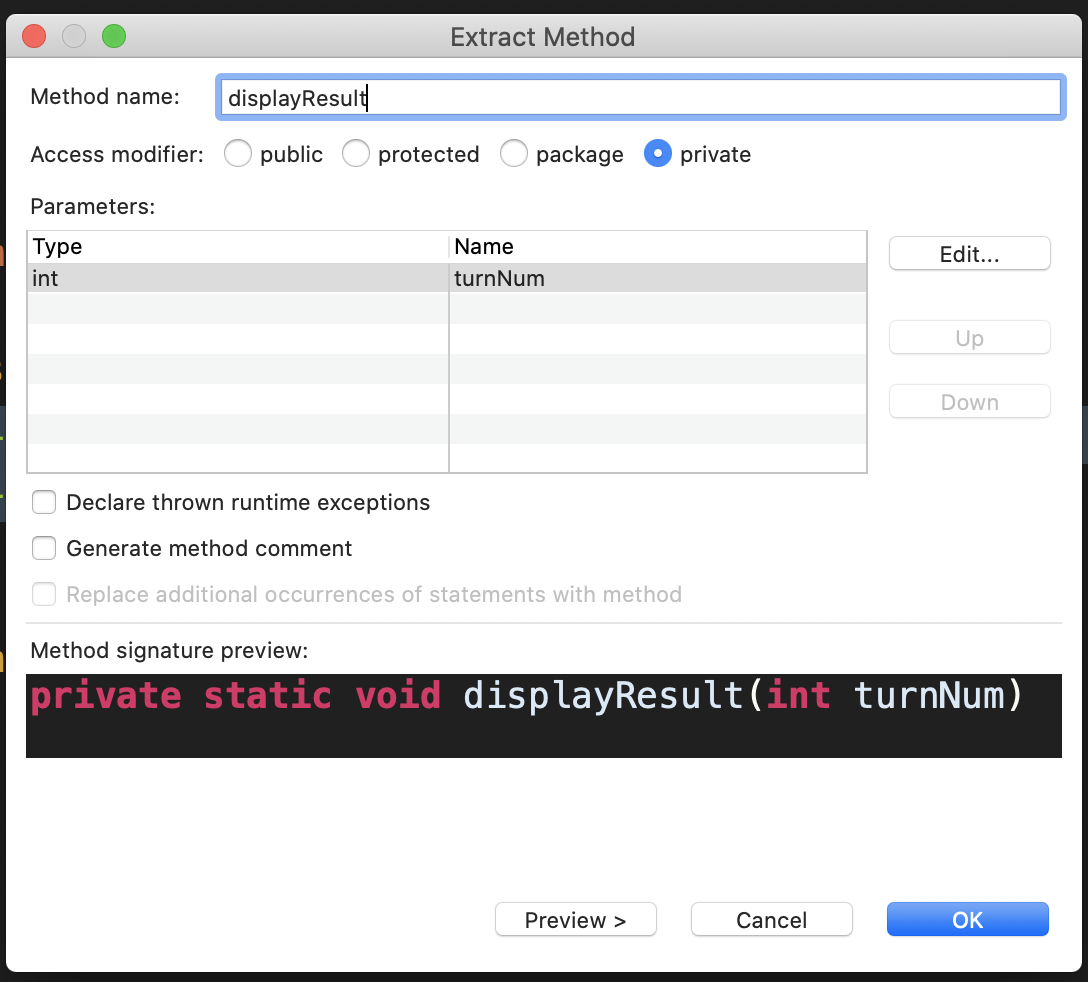 Extract Method
Method name: displayResult
Access modifier: public protected package private
Parameters:
Type Name
int turnNum
Edit...
Up
Down
Declare thrown runtime exceptions
Generate method comment
Replace additional occurrences of statements with method
Method signature preview:
private static void displayResult(int turnNum)
Preview > Cancel OK